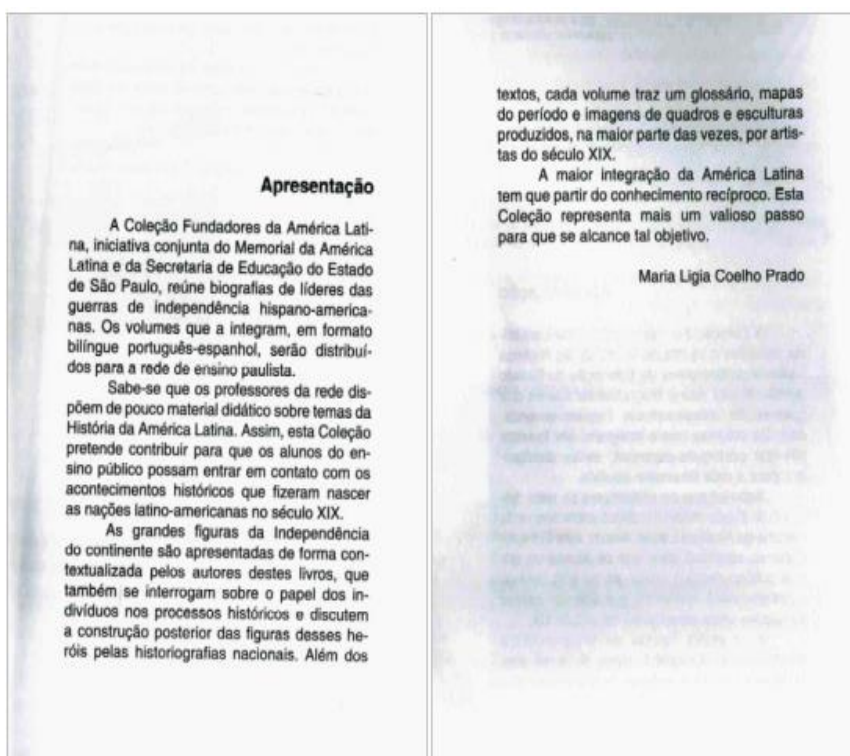 Apresentação
A Coleção Fundadores da América Lati-
na, iniciativa conjunta do Memorial da América
Latina e da Secretaria de Educação do Estado
de São Paulo, reúne biografias de líderes das
guerras de independência hispano-america-
nas. Os volumes que a integram, em formato
bilíngue português-espanhol, serão distribuí-
dos para a rede de ensino paulista.
Sabe-se que os professores da rede dis-
põem de pouco material didático sobre temas da
História da América Latina. Assim, esta Coleção
pretende contribuir para que os alunos do en-
sino público possam entrar em contato com os
acontecimentos históricos que fizeram nascer
as nações latino-americanas no século XIX.
As grandes figuras da Independência
do continente são apresentadas de forma con-
textualizada pelos autores destes livros, que
também se interrogam sobre o papel dos in-
divíduos nos processos históricos e discutem
a construção posterior das figuras desses he-
róis pelas historiografias nacionais. Além dos
textos, cada volume traz um glossário, mapas
do período e imagens de quadros e esculturas
produzidos, na maior parte das vezes, por artis-
tas do século XIX.
A maior integração da América Latina
tem que partir do conhecimento recíproco. Esta
Coleção representa mais um valioso passo
para que se alcance tal objetivo.
Maria Ligia Coelho Prado